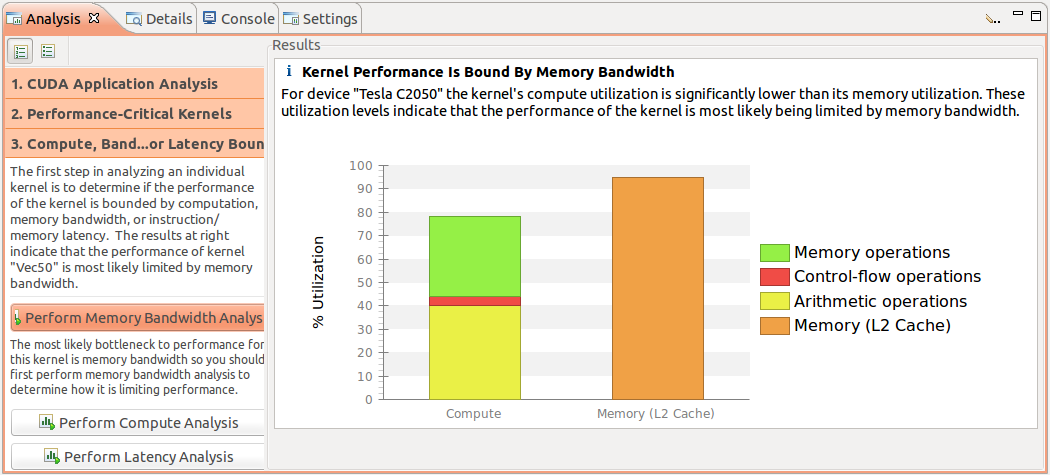 Analysis
Details
Console
Settings
1. CUDA Application Analysis
2. Performance-Critical Kernels
3. Compute, Band...or Latency Boun
The first step in analyzing an individual
kernel is to determine if the performance
of the kernel is bounded by computation,
memory bandwidth, or instruction/
memory latency. The results at right
indicate that the performance of kernel
"Vec50" is most likely limited by memory
bandwidth.
Perform Memory Bandwidth Analys
The most likely bottleneck to performance for
this kernel is memory bandwidth so you should
first perform memory bandwidth analysis to
determine how it is limiting performance.
Perform Compute Analysis
Perform Latency Analysis
Results
i Kernel Performance Is Bound By Memory Bandwidth
For device "Tesla C2050" the kernel's compute utilization is significantly lower than its memory utilization. These
utilization levels indicate that the performance of the kernel is most likely being limited by memory bandwidth.
% Utilization
100
90
80
70
60
50
40
30
20
10
0
Compute
Memory (L2 Cache)
Memory operations
Control-flow operations
Arithmetic operations
Memory (L2 Cache)